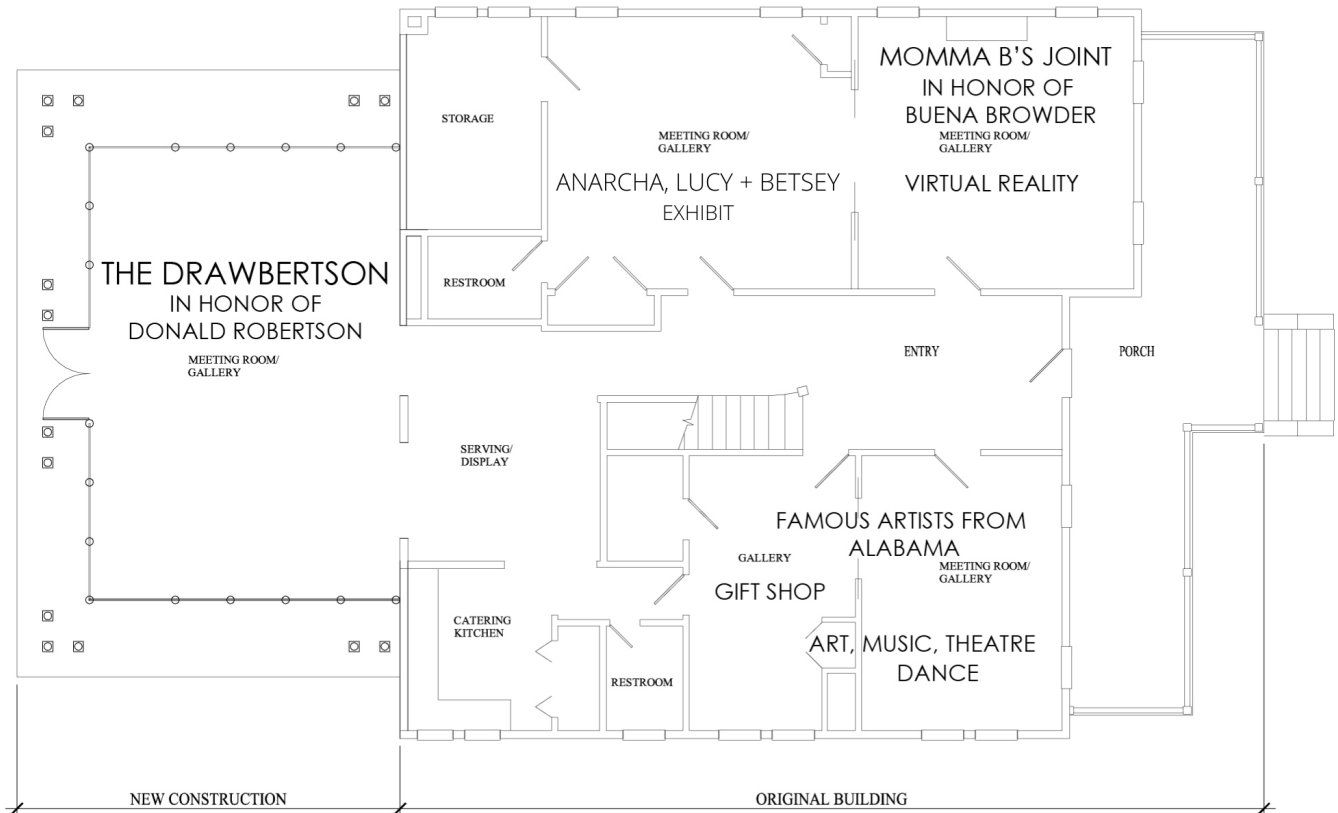 STORAGE
MEETING ROOM/
GALLERY
ANARCHA, LUCY + BETSEY
EXHIBIT
MOMMA B'S JOINT
IN HONOR OF
BUENA BROWDER
MEETING ROOM/
GALLERY
VIRTUAL REALITY
THE DRAWBERTSON
IN HONOR OF
DONALD ROBERTSON
MEETING ROOM/
GALLERY
RESTROOM
ENTRY
PORCH
SERVING/
DISPLAY
FAMOUS ARTISTS FROM
ALABAMA
GALLERY
MEETING ROOM/
GALLERY
GIFT SHOP
CATERING
KITCHEN
ART, MUSIC, THEATRE
DANCE
RESTROOM
NEW CONSTRUCTION
ORIGINAL BUILDING